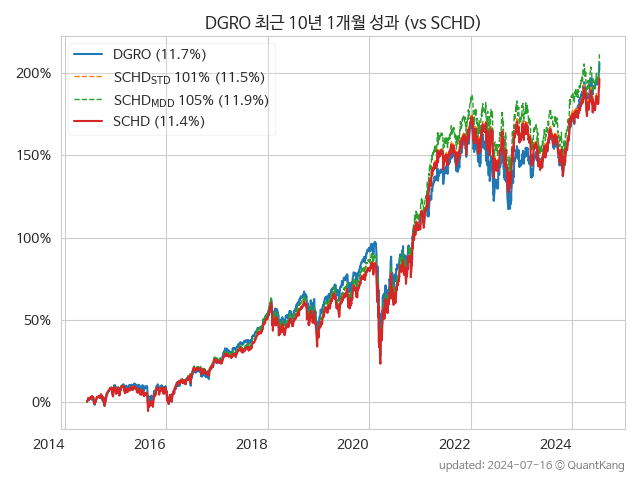 DGRO 최근 10년 1개월 성과 (vs SCHD)
DGRO (11.7%)
SCHD_STD 101% (11.5%)
SCHD_MDD 105% (11.9%)
SCHD (11.4%)
200%
150%
100%
50%
0%
2014 2016 2018 2020 2022 2024
updated: 2024-07-16 © QuantKang